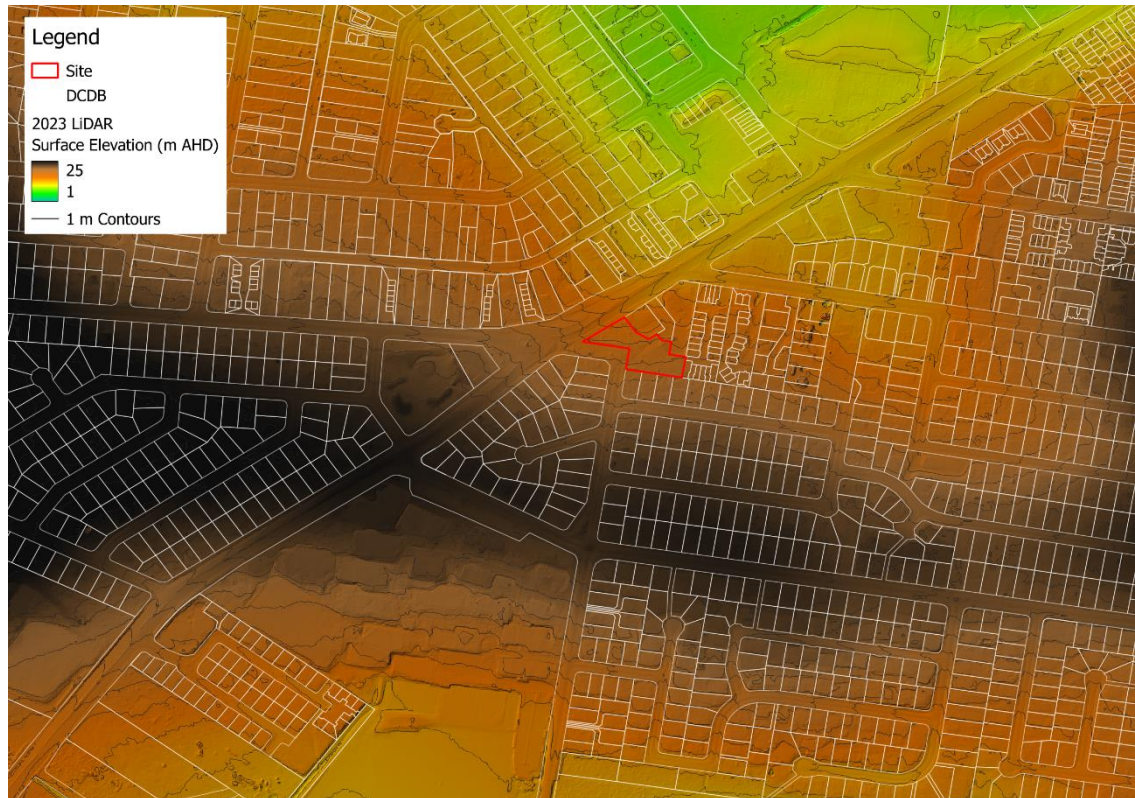 Legend
Site
DCDB
2023 LiDAR
Surface Elevation (m AHD)
25
1
1 m Contours